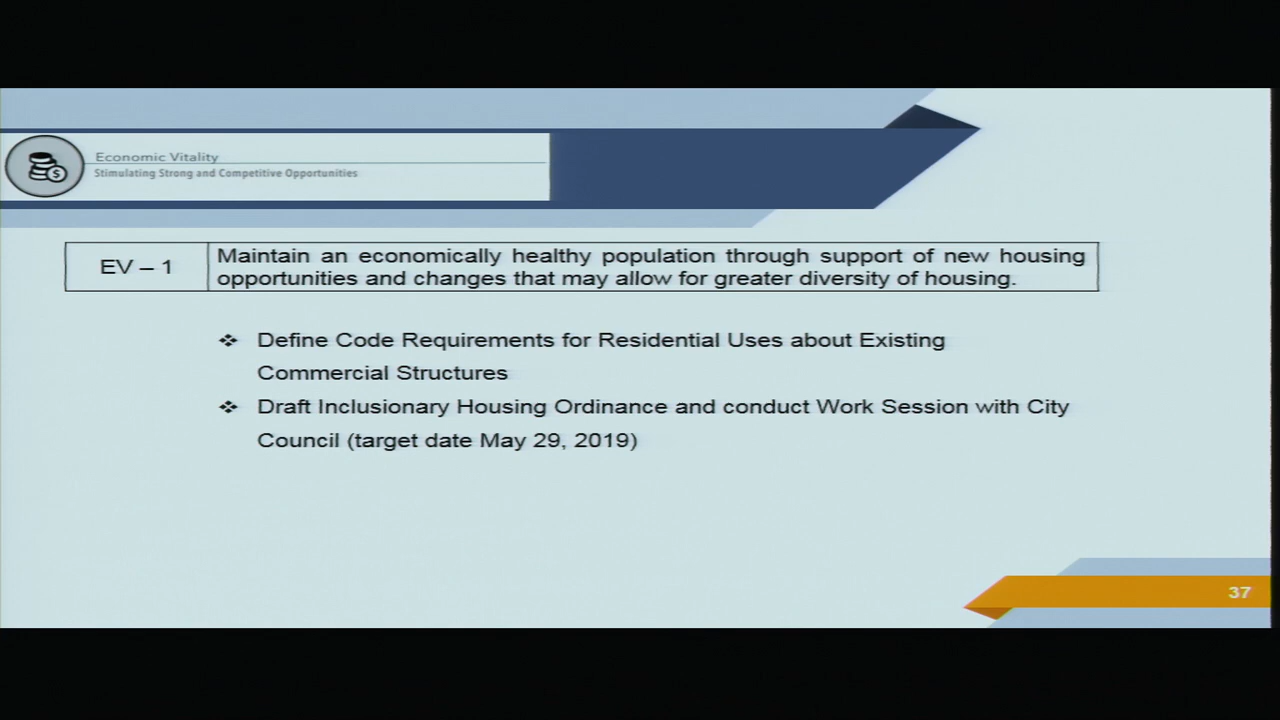 Economic Vitality
Stimulating Strong and Competitive Opportunities
$
EV – 1
Maintain an economically healthy population through support of new housing
opportunities and changes that may allow for greater diversity of housing.
❖ Define Code Requirements for Residential Uses about Existing
Commercial Structures
❖ Draft Inclusionary Housing Ordinance and conduct Work Session with City
Council (target date May 29, 2019)
37